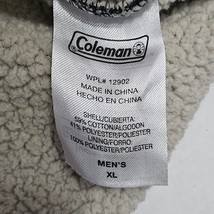 Coleman
WPL# 12902
MADE IN CHINA
HECHO EN CHINA
SHELL/CUBIERTA:
59% COTTON/ALGODON
41% POLYESTER/POLIESTER
LINING/FORRO:
100% POLYESTER/POLIESTER
MEN'S
XL